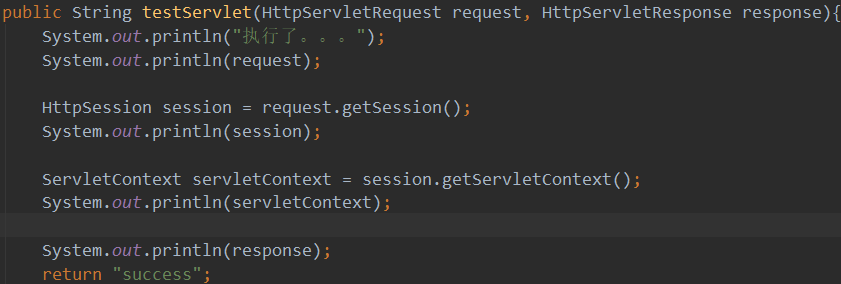 public String testServlet(HttpServletRequest request, HttpServletResponse response){
System.out.println("执行了。。。");
System.out.println(request);
HttpSession session = request.getSession();
System.out.println(session);
ServletContext servletContext = session.getServletContext();
System.out.println(servletContext);
System.out.println(response);
return "success";